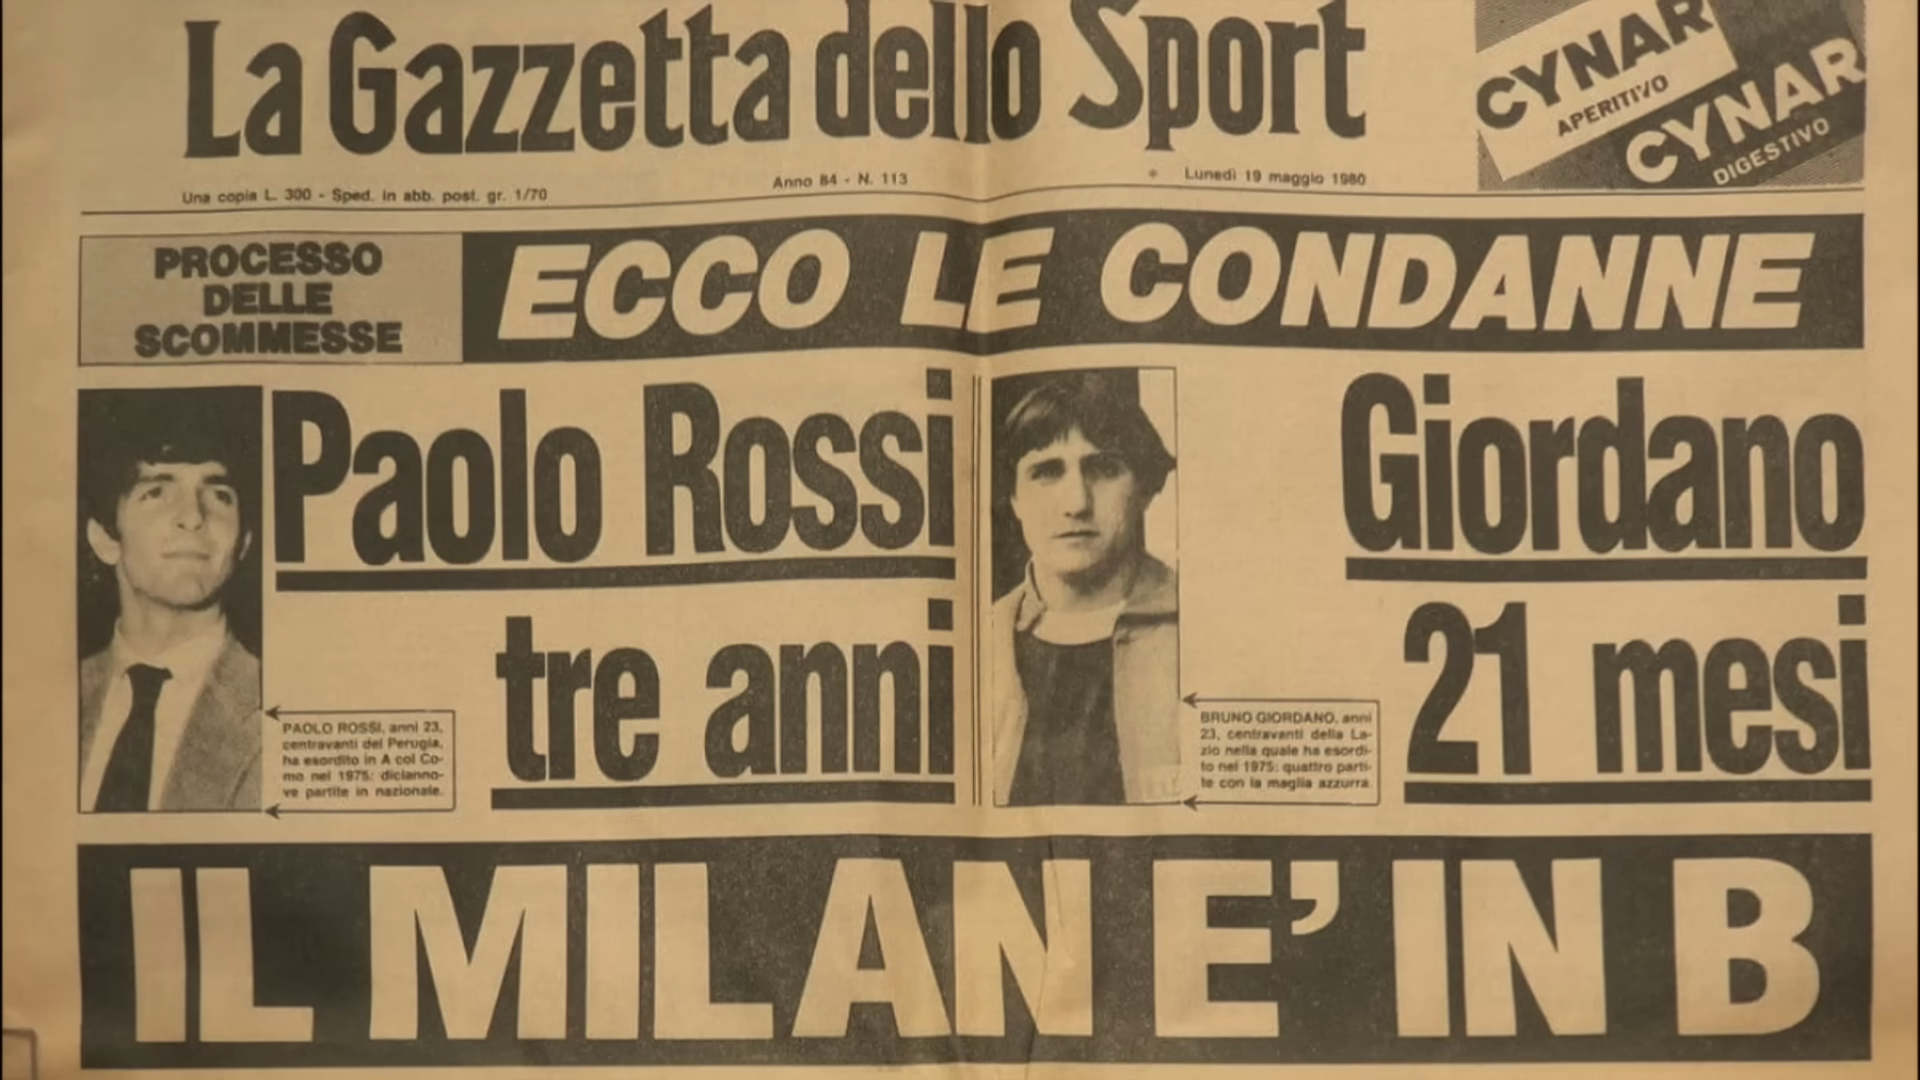 La Gazzetta dello Sport
CYNAR
APERITIVO
CYNAR
DIGESTIVO
Una copia L. 300 - Sped. in abb. post. gr. 1/70
Anno 84 - N. 113
* Lunedì 19 maggio 1980
PROCESSO
DELLE
SCOMMESSE
ECCO LE CONDANNE
Paolo Rossi
tre anni
PAOLO ROSSI, anni 23,
centravanti del Perugia,
ha esordito in A col Co-
mo nel 1975: dicianno-
ve partite in nazionale.
Giordano
21 mesi
BRUNO GIORDANO, anni
23, centravanti della La-
zio nella quale ha esordi-
to nel 1975: quattro parti-
te con la maglia azzurra
IL MILAN E' IN B